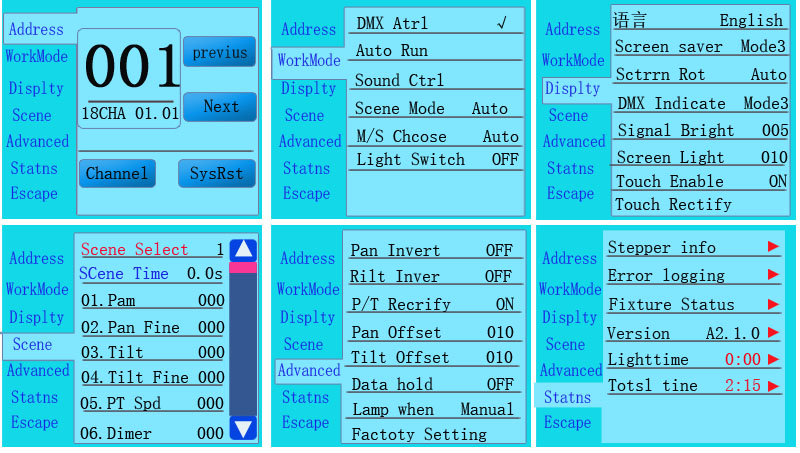 Address
WorkMode
Displty
Scene
Advanced
Statns
Escape
001
18CHA 01.01
previus
Next
Channel
SysRst
Address
WorkMode
Displty
Scene
Advanced
Statns
Escape
DMX Atrl √
Auto Run
Sound Ctrl
Scene Mode Auto
M/S Chcose Auto
Light Switch OFF
Address
WorkMode
Displty
Scene
Advanced
Statns
Escape
语言 English
Screen saver Mode3
Sctrrn Rot Auto
DMX Indicate Mode3
Signal Bright 005
Screen Light 010
Touch Enable ON
Touch Rectify
Address
WorkMode
Displty
Scene
Advanced
Statns
Escape
Scene Select 1
SCene Time 0.0s
01.Pam 000
02.Pan Fine 000
03.Tilt 000
04.Tilt Fine 000
05.PT Spd 000
06.Dimer 000
Address
WorkMode
Displty
Scene
Advanced
Statns
Escape
Pan Invert OFF
Rilt Inver OFF
P/T Recrify ON
Pan Offset 010
Tilt Offset 010
Data hold OFF
Lamp when Manual
Factoty Setting
Address
WorkMode
Displty
Scene
Advanced
Statns
Escape
Stepper info
Error logging
Fixture Status
Version A2.1.0
Lighttime 0:00
Totsl tine 2:15